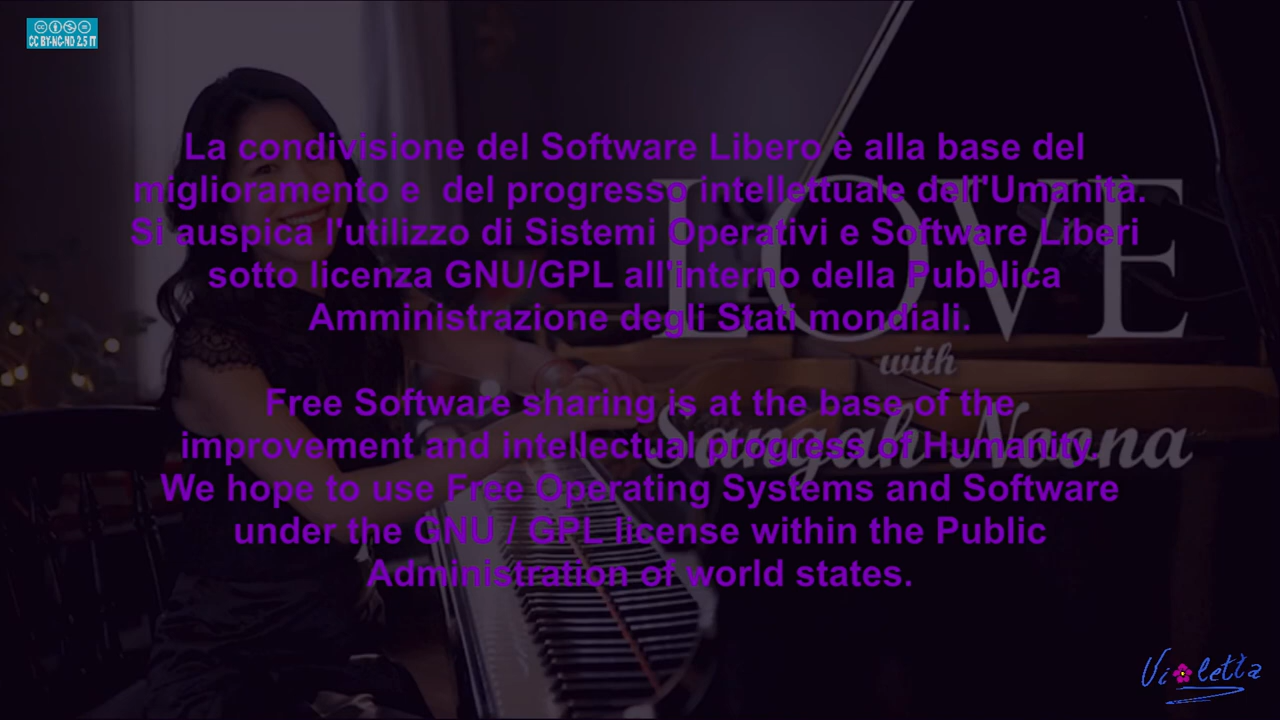 CC BY-NC-ND 2.5 IT
La condivisione del Software Libero è alla base del
miglioramento e  del progresso intellettuale dell'Umanità.
Si auspica l'utilizzo di Sistemi Operativi e Software Liberi
sotto licenza GNU/GPL all'interno della Pubblica
Amministrazione degli Stati mondiali.
LOVE
with
Sangah Noona
Free Software sharing is at the base of the
improvement and intellectual progress of Humanity.
We hope to use Free Operating Systems and Software
under the GNU / GPL license within the Public
Administration of world states.
Violetta